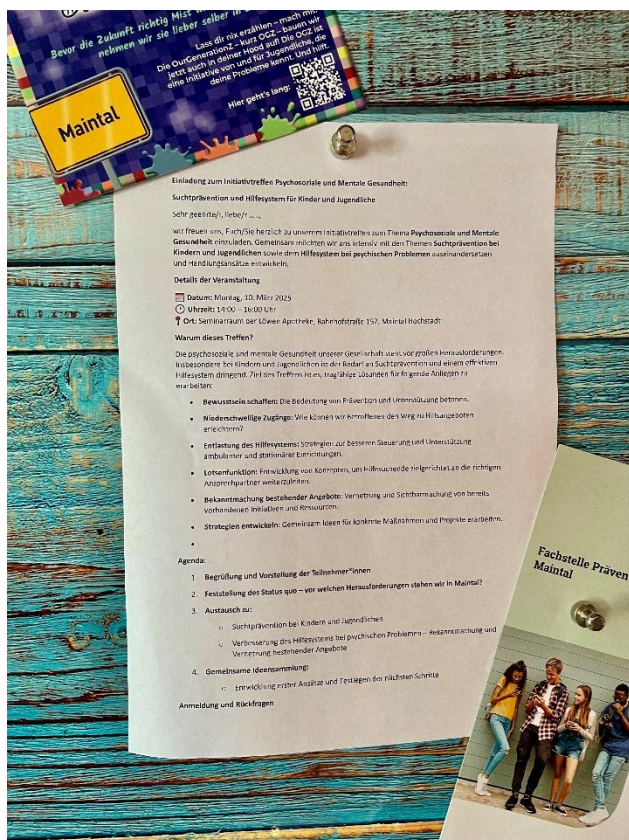 Bevor die Zukunft richtig Mist
nehmen wir sie lieber selber in
Lass dir nix erzählen – mach mit.
Die OurGenerationZ – kurz OGZ – bauen wir
jetzt auch in deiner Hood auf! Die OGZ ist
eine Initiative von und für Jugendliche, die
deine Probleme kennt. Und hilft.
Hier geht's lang:
Maintal
Einladung zum Initiativtreffen Psychosoziale und Mentale Gesundheit:
Suchtprävention und Hilfesystem für Kinder und Jugendliche
Sehr geehrte/r, liebe/r ....,
wir freuen uns, Euch/Sie herzlich zu unserem Initiativtreffen zum Thema Psychosoziale und Mentale
Gesundheit einzuladen. Gemeinsam möchten wir uns intensiv mit den Themen Suchtprävention bei
Kindern und Jugendlichen sowie dem Hilfesystem bei psychischen Problemen auseinandersetzen
und Handlungsansätze entwickeln.
Details der Veranstaltung
Datum: Montag, 10. März 2025
Uhrzeit: 14:00 – 16:00 Uhr
Ort: Seminarraum der Löwen Apotheke, Bahnhofstraße 157, Maintal Hochstadt
Warum dieses Treffen?
Die psychosoziale und mentale Gesundheit unserer Gesellschaft steht vor großen Herausforderungen.
Insbesondere bei Kindern und Jugendlichen ist der Bedarf an Suchtprävention und einem effektiven
Hilfesystem dringend. Ziel des Treffens ist es, tragfähige Lösungen für folgende Anliegen zu
erarbeiten:
• Bewusstsein schaffen: Die Bedeutung von Prävention und Unterstützung betonen.
• Niederschwellige Zugänge: Wie können wir Betroffenen den Weg zu Hilfsangeboten
erleichtern?
• Entlastung des Hilfesystems: Strategien zur besseren Steuerung und Unterstützung
ambulanter und stationärer Einrichtungen.
• Lotsenfunktion: Entwicklung von Konzepten, um Hilfesuchende zielgerichtet an die richtigen
Ansprechpartner weiterzuleiten.
• Bekanntmachung bestehender Angebote: Vernetzung und Sichtbarmachung von bereits
vorhandenen Initiativen und Ressourcen.
• Strategien entwickeln: Gemeinsam Ideen für konkrete Maßnahmen und Projekte erarbeiten.
•
Agenda:
1. Begrüßung und Vorstellung der Teilnehmer*innen
2. Feststellung des Status quo – vor welchen Herausforderungen stehen wir in Maintal?
3. Austausch zu:
o Suchtprävention bei Kindern und Jugendlichen
o Verbesserung des Hilfesystems bei psychischen Problemen – Bekanntmachung und
Vernetzung bestehender Angebote
4. Gemeinsame Ideensammlung:
o Entwicklung erster Ansätze und Festlegen der nächsten Schritte
Anmeldung und Rückfragen
Fachstelle Präven
Maintal